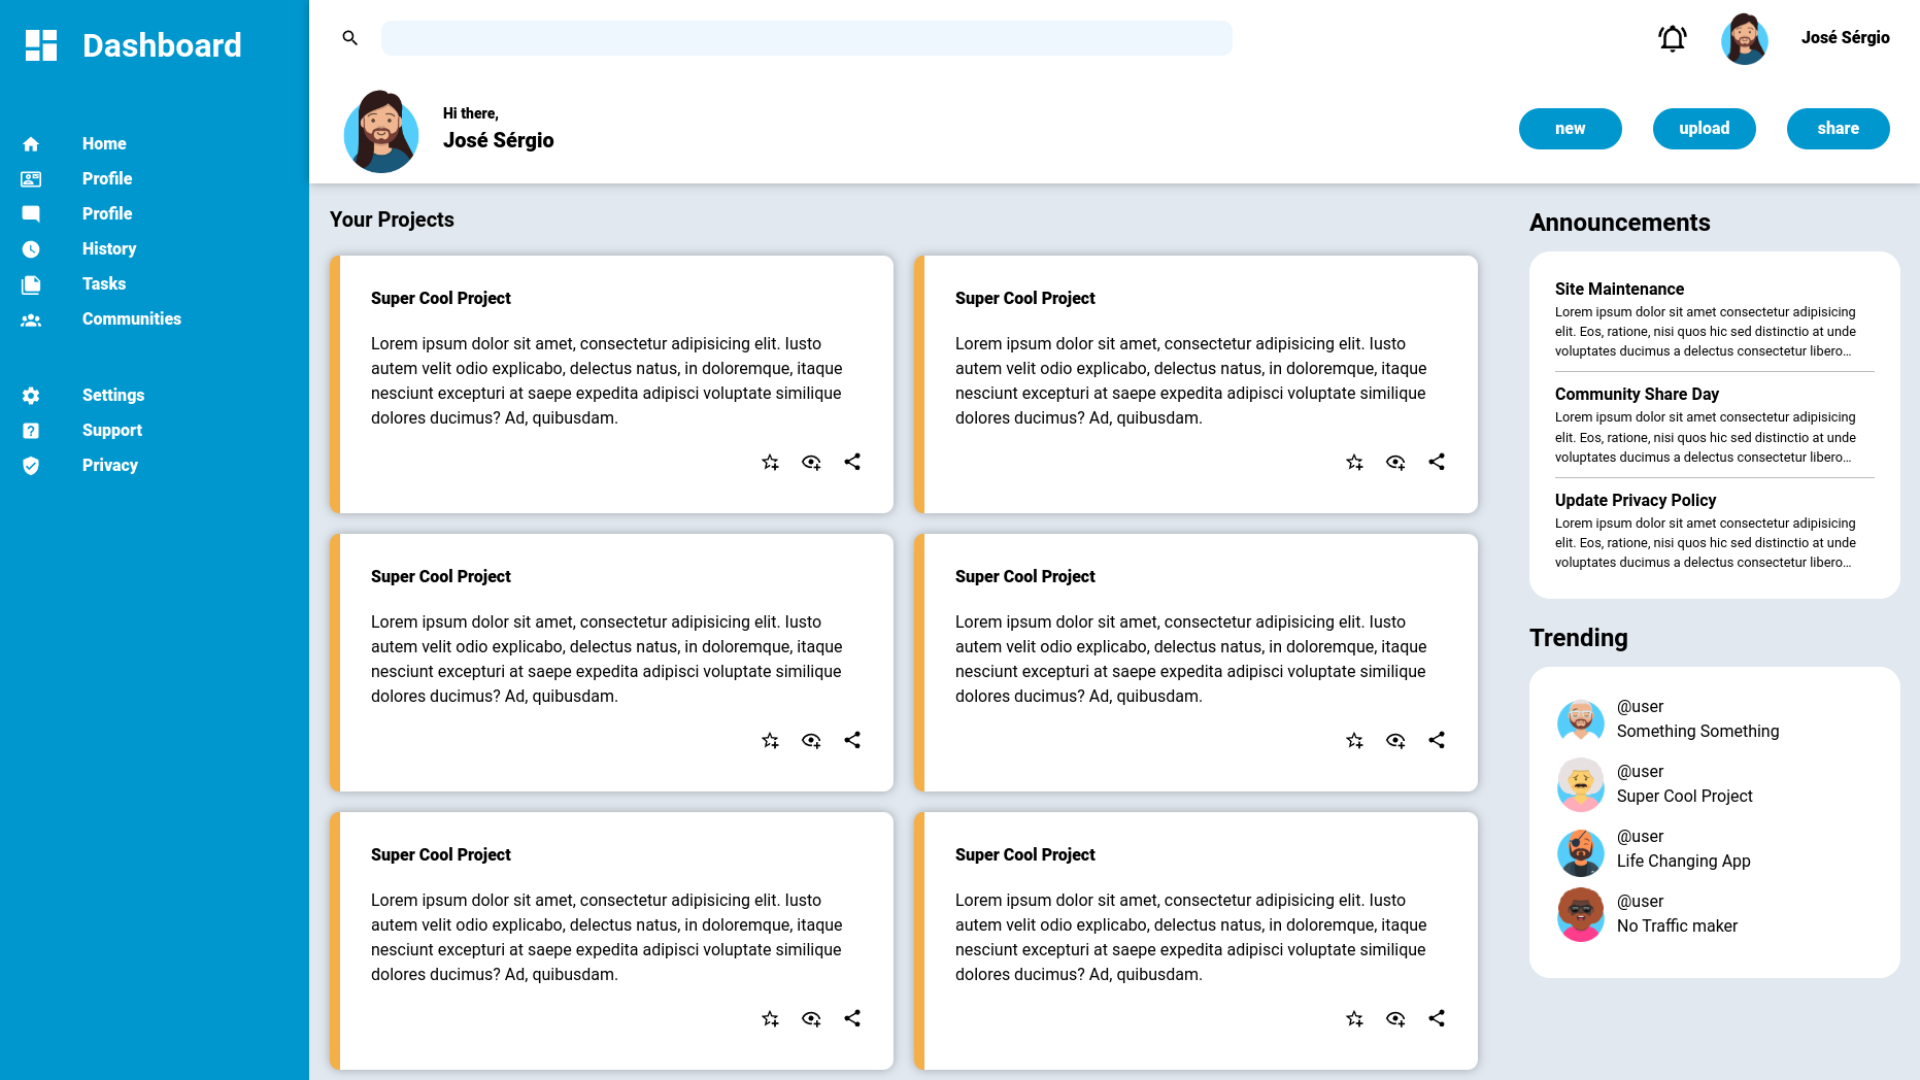 Dashboard
Home
Profile
Profile
History
Tasks
Communities
Settings
Support
Privacy
José Sérgio
Hi there,
José Sérgio
new
upload
share
Your Projects
Super Cool Project
Lorem ipsum dolor sit amet, consectetur adipisicing elit. Iusto
autem velit odio explicabo, delectus natus, in doloremque, itaque
nesciunt excepturi at saepe expedita adipisci voluptate similique
dolores ducimus? Ad, quibusdam.
Super Cool Project
Lorem ipsum dolor sit amet, consectetur adipisicing elit. Iusto
autem velit odio explicabo, delectus natus, in doloremque, itaque
nesciunt excepturi at saepe expedita adipisci voluptate similique
dolores ducimus? Ad, quibusdam.
Super Cool Project
Lorem ipsum dolor sit amet, consectetur adipisicing elit. Iusto
autem velit odio explicabo, delectus natus, in doloremque, itaque
nesciunt excepturi at saepe expedita adipisci voluptate similique
dolores ducimus? Ad, quibusdam.
Super Cool Project
Lorem ipsum dolor sit amet, consectetur adipisicing elit. Iusto
autem velit odio explicabo, delectus natus, in doloremque, itaque
nesciunt excepturi at saepe expedita adipisci voluptate similique
dolores ducimus? Ad, quibusdam.
Super Cool Project
Lorem ipsum dolor sit amet, consectetur adipisicing elit. Iusto
autem velit odio explicabo, delectus natus, in doloremque, itaque
nesciunt excepturi at saepe expedita adipisci voluptate similique
dolores ducimus? Ad, quibusdam.
Super Cool Project
Lorem ipsum dolor sit amet, consectetur adipisicing elit. Iusto
autem velit odio explicabo, delectus natus, in doloremque, itaque
nesciunt excepturi at saepe expedita adipisci voluptate similique
dolores ducimus? Ad, quibusdam.
Announcements
Site Maintenance
Lorem ipsum dolor sit amet consectetur adipisicing
elit. Eos, ratione, nisi quos hic sed distinctio at unde
voluptates ducimus a delectus consectetur libero…
Community Share Day
Lorem ipsum dolor sit amet consectetur adipisicing
elit. Eos, ratione, nisi quos hic sed distinctio at unde
voluptates ducimus a delectus consectetur libero…
Update Privacy Policy
Lorem ipsum dolor sit amet consectetur adipisicing
elit. Eos, ratione, nisi quos hic sed distinctio at unde
voluptates ducimus a delectus consectetur libero…
Trending
@user
Something Something
@user
Super Cool Project
@user
Life Changing App
@user
No Traffic maker